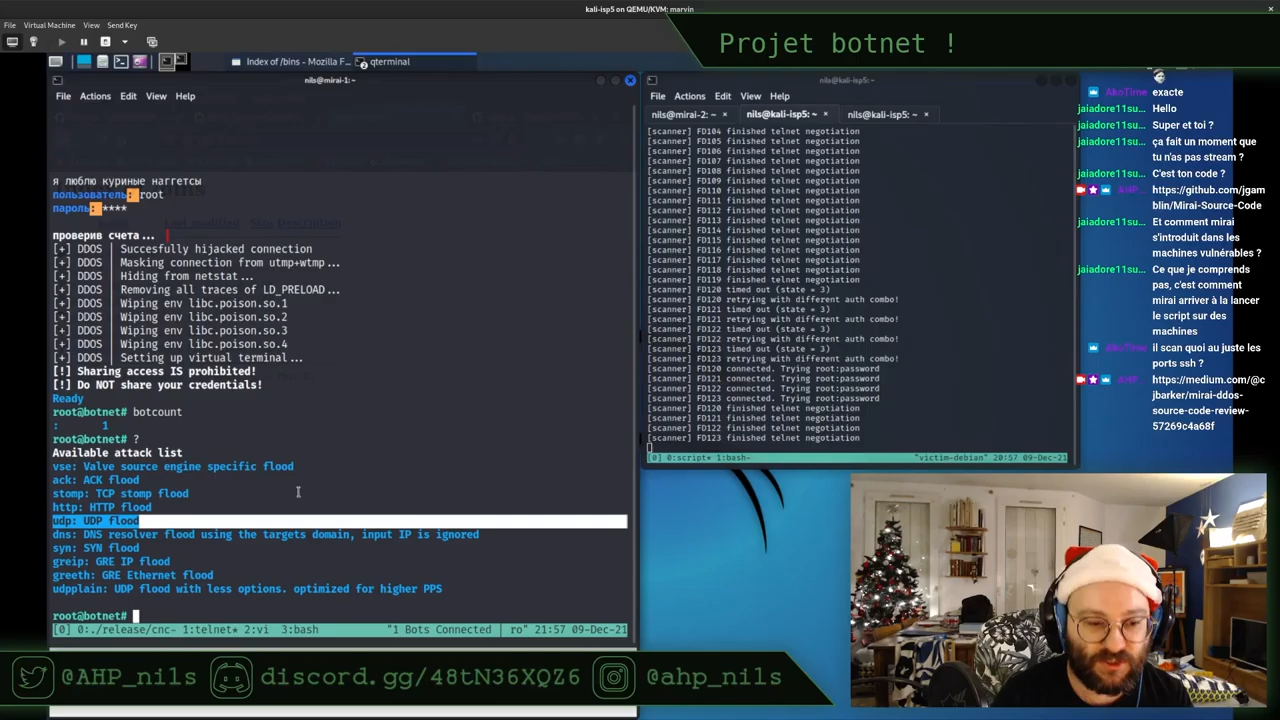 kali-isp5 on QEMU/KVM: marvin
File Virtual Machine View Send Key
Projet botnet !
Index of /bins - Mozilla F...
qterminal
nils@mirai-1: ~
File Actions Edit View Help
я люблю куриные наггетсы
пользователь: root
пароль: ****
проверив счета...
[+] DDOS | Succesfully hijacked connection
[+] DDOS | Masking connection from utmp+wtmp...
[+] DDOS | Hiding from netstat...
[+] DDOS | Removing all traces of LD_PRELOAD...
[+] DDOS | Wiping env libc.poison.so.1
[+] DDOS | Wiping env libc.poison.so.2
[+] DDOS | Wiping env libc.poison.so.3
[+] DDOS | Wiping env libc.poison.so.4
[+] DDOS | Setting up virtual terminal...
[!] Sharing access IS prohibited!
[!] Do NOT share your credentials!
Ready
root@botnet# botcount
: 1
root@botnet# ?
Available attack list
vse: Valve source engine specific flood
ack: ACK flood
stomp: TCP stomp flood
http: HTTP flood
udp: UDP flood
dns: DNS resolver flood using the targets domain, input IP is ignored
syn: SYN flood
greip: GRE IP flood
greeth: GRE Ethernet flood
udpplain: UDP flood with less options. optimized for higher PPS
root@botnet#
[0] 0:./release/cnc- 1:telnet* 2:vi 3:bash "1 Bots Connected | ro" 21:57 09-Dec-21
nils@kali-isp5: ~
File Actions Edit View Help
nils@mirai-2: ~ × nils@kali-isp5: ~ × nils@kali-isp5: ~ ×
[scanner] FD104 finished telnet negotiation
[scanner] FD105 finished telnet negotiation
[scanner] FD106 finished telnet negotiation
[scanner] FD107 finished telnet negotiation
[scanner] FD108 finished telnet negotiation
[scanner] FD109 finished telnet negotiation
[scanner] FD110 finished telnet negotiation
[scanner] FD111 finished telnet negotiation
[scanner] FD112 finished telnet negotiation
[scanner] FD113 finished telnet negotiation
[scanner] FD114 finished telnet negotiation
[scanner] FD115 finished telnet negotiation
[scanner] FD116 finished telnet negotiation
[scanner] FD117 finished telnet negotiation
[scanner] FD118 finished telnet negotiation
[scanner] FD119 finished telnet negotiation
[scanner] FD120 timed out (state = 3)
[scanner] FD120 retrying with different auth combo!
[scanner] FD121 timed out (state = 3)
[scanner] FD121 retrying with different auth combo!
[scanner] FD122 timed out (state = 3)
[scanner] FD122 retrying with different auth combo!
[scanner] FD123 timed out (state = 3)
[scanner] FD123 retrying with different auth combo!
[scanner] FD120 connected. Trying root:password
[scanner] FD121 connected. Trying root:password
[scanner] FD122 connected. Trying root:password
[scanner] FD123 connected. Trying root:password
[scanner] FD120 finished telnet negotiation
[scanner] FD121 finished telnet negotiation
[scanner] FD122 finished telnet negotiation
[scanner] FD123 finished telnet negotiation
[0] 0:script* 1:bash- "victim-debian" 20:57 09-Dec-21
AkoTime exacte
jaiadore11su... Hello
jaiadore11su... Super et toi ?
jaiadore11su... ça fait un moment que
tu n'as pas stream ?
jaiadore11su... C'est ton code ?
AHP_... https://github.com/jgam
blin/Mirai-Source-Code
jaiadore11su... Et comment mirai
s'introduit dans les
machines vulnérables ?
jaiadore11su... Ce que je comprends
pas, c'est comment
mirai arriver à la lancer
le script sur des
machines
AkoTime il scan quoi au juste les
ports ssh ?
AHP_... https://medium.com/@c
jbarker/mirai-ddos-
source-code-review-
57269c4a68f
@AHP_nils
discord.gg/48tN36XQZ6
@ahp_nils